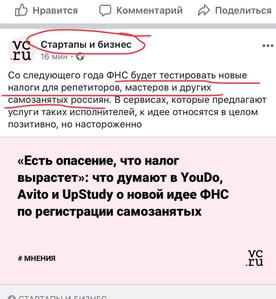 Нравится Комментарий Поделиться
vc.ru Стартапы и бизнес
16 мин
Со следующего года ФНС будет тестировать новые
налоги для репетиторов, мастеров и других
самозанятых россиян. В сервисах, которые предлагают
услуги таких исполнителей, к идее относятся в целом
позитивно, но настороженно
«Есть опасение, что налог
вырастет»: что думают в YouDo,
Avito и UpStudy о новой идее ФНС
по регистрации самозанятых
# МНЕНИЯ
vc
.ru
СТАРТАПЫ И БИЗНЕС